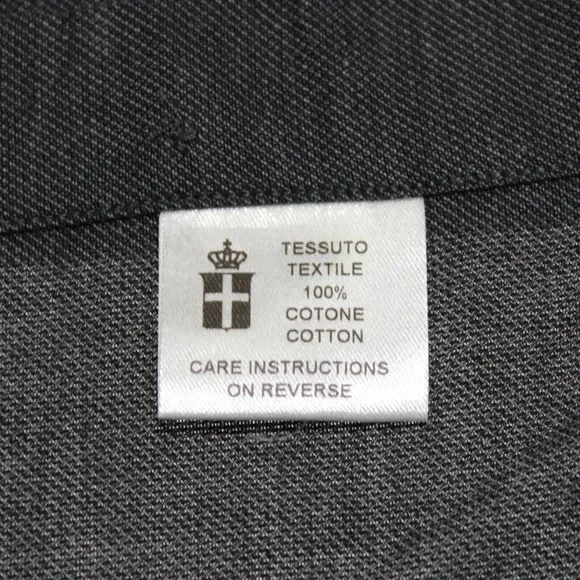 TESSUTO
TEXTILE
100%
COTONE
COTTON
CARE INSTRUCTIONS
ON REVERSE